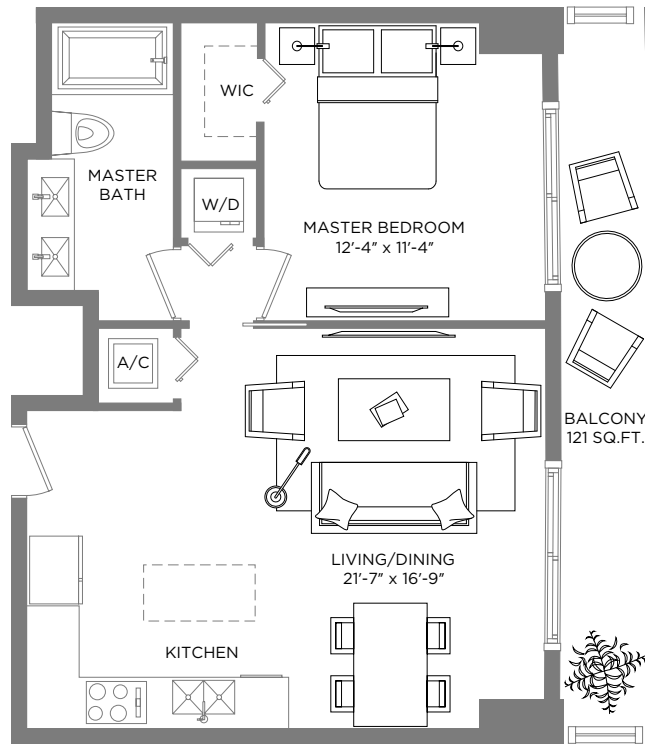 WIC
MASTER
BATH
W/D
MASTER BEDROOM
12'-4" x 11'-4"
A/C
BALCONY
121 SQ.FT.
LIVING/DINING
21'-7" x 16'-9"
KITCHEN